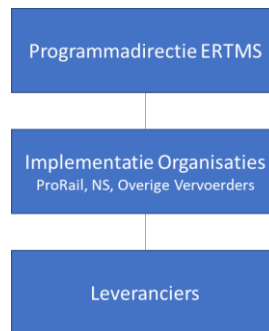 Programmadirectie ERTMS
Implementatie Organisaties
ProRail, NS, Overige Vervoerders
Leveranciers